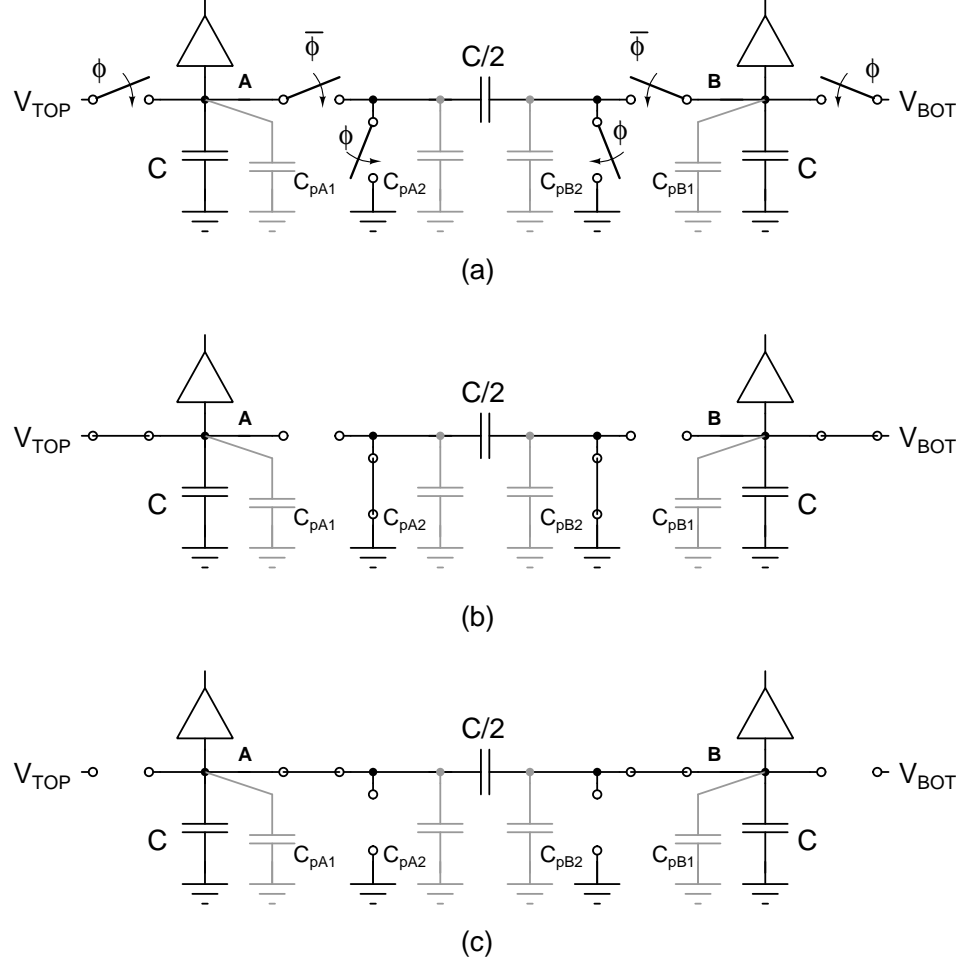 C/2
ϕ ϕ̅ ϕ̅ ϕ
V_TOP A B V_BOT
ϕ ϕ
C C_pA1 C_pA2 C_pB2 C_pB1 C
(a)
C/2
V_TOP A B V_BOT
C C_pA1 C_pA2 C_pB2 C_pB1 C
(b)
C/2
V_TOP A B V_BOT
C C_pA1 C_pA2 C_pB2 C_pB1 C
(c)